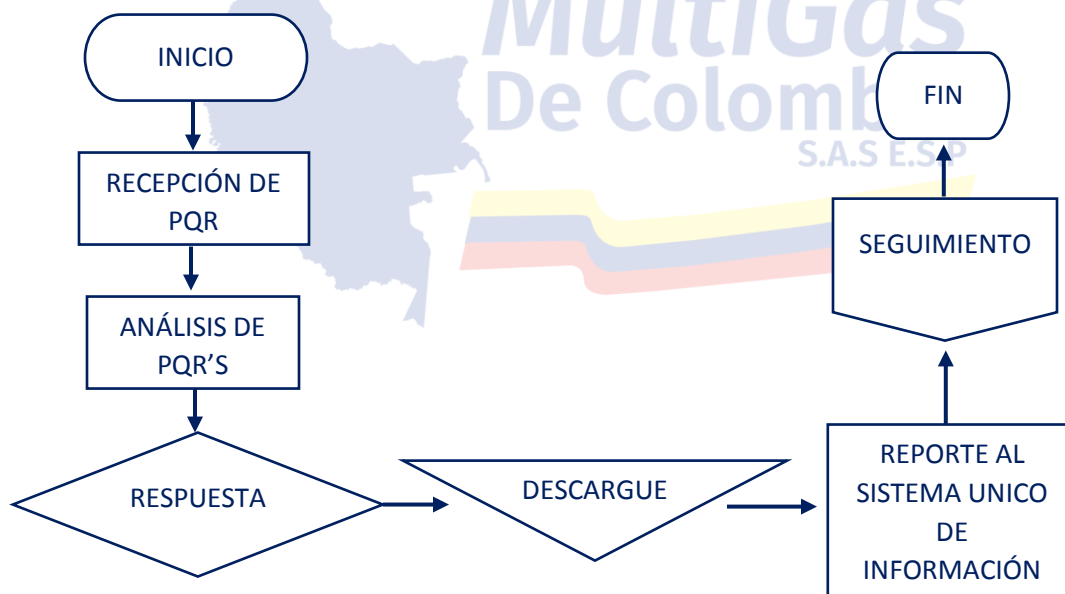 MultiGas
De Colomb
S.A.S E.S.P
INICIO
RECEPCIÓN DE
PQR
ANÁLISIS DE
PQR'S
RESPUESTA
DESCARGUE
REPORTE AL
SISTEMA UNICO
DE
INFORMACIÓN
SEGUIMIENTO
FIN